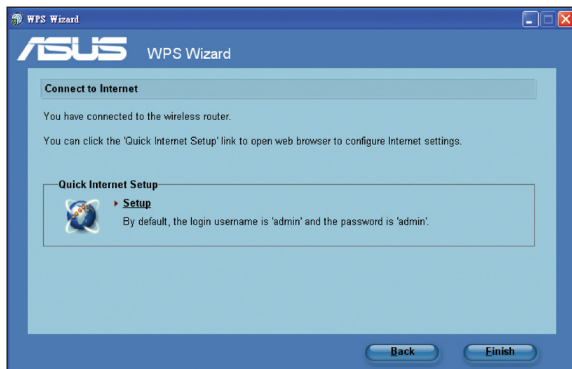 WPS Wizard
ASUS WPS Wizard
Connect to Internet
You have connected to the wireless router.
You can click the 'Quick Internet Setup' link to open web browser to configure Internet settings.
Quick Internet Setup
Setup
By default, the login username is 'admin' and the password is 'admin'.
Back Finish